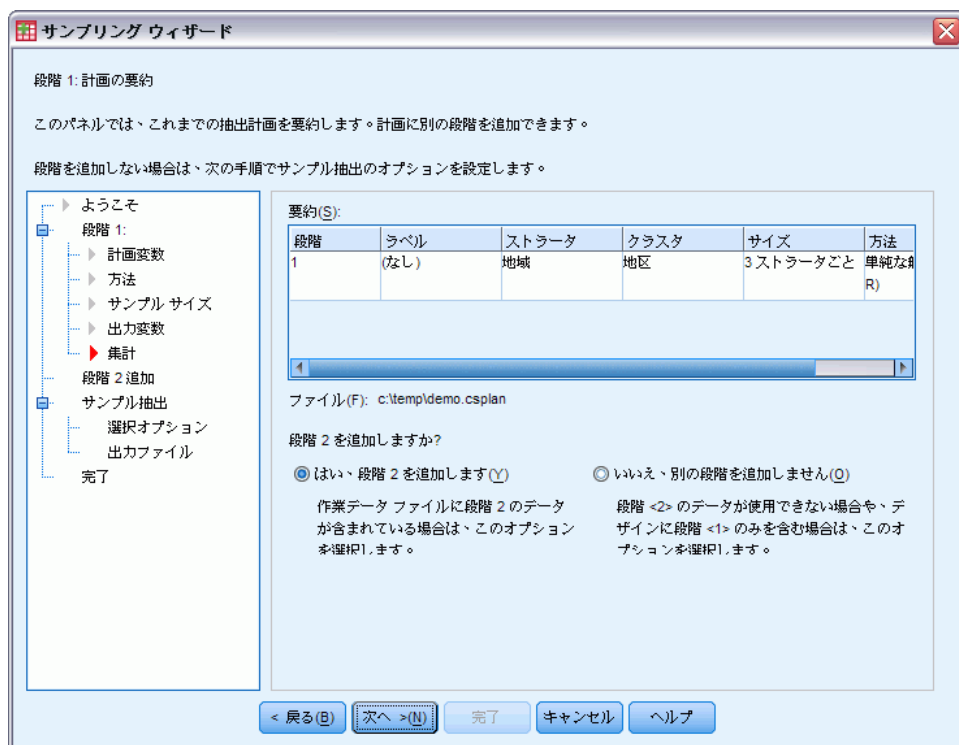 サンプリング ウィザード
段階 1: 計画の要約
このパネルでは、これまでの抽出計画を要約します。計画に別の段階を追加できます。
段階を追加しない場合は、次の手順でサンプル抽出のオプションを設定します。
ようこそ
段階 1:
計画変数
方法
サンプル サイズ
出力変数
集計
段階 2 追加
サンプル抽出
選択オプション
出力ファイル
完了
要約(S):
段階 ラベル ストラータ クラスタ サイズ 方法
1 (なし) 地域 地区 3 ストラータごと 単純な
R)
ファイル(F): c:\temp\demo.csplan
段階 2 を追加しますか?
はい、段階 2 を追加します(Y)
作業データ ファイルに段階 2 のデータ
が含まれている場合は、このオプション
を選択します。
いいえ、別の段階を追加しません(O)
段階 <2> のデータが使用できない場合や、デ
ザインに段階 <1> のみを含む場合は、このオ
プションを選択します。
< 戻る(B) 次へ >(N) 完了 キャンセル ヘルプ